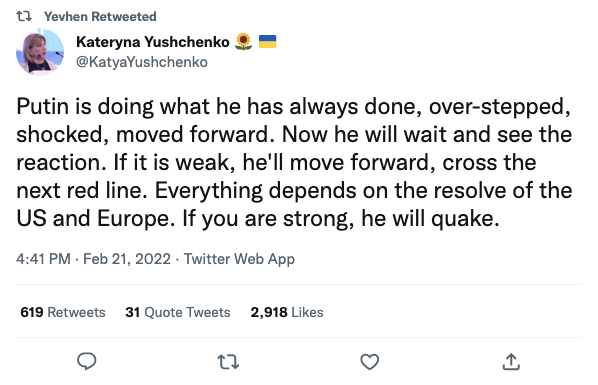 Yevhen Retweeted
Kateryna Yushchenko 🌻 🇺🇦
@KatyaYushchenko
Putin is doing what he has always done, over-stepped,
shocked, moved forward. Now he will wait and see the
reaction. If it is weak, he'll move forward, cross the
next red line. Everything depends on the resolve of the
US and Europe. If you are strong, he will quake.
4:41 PM · Feb 21, 2022 · Twitter Web App
619 Retweets 31 Quote Tweets 2,918 Likes